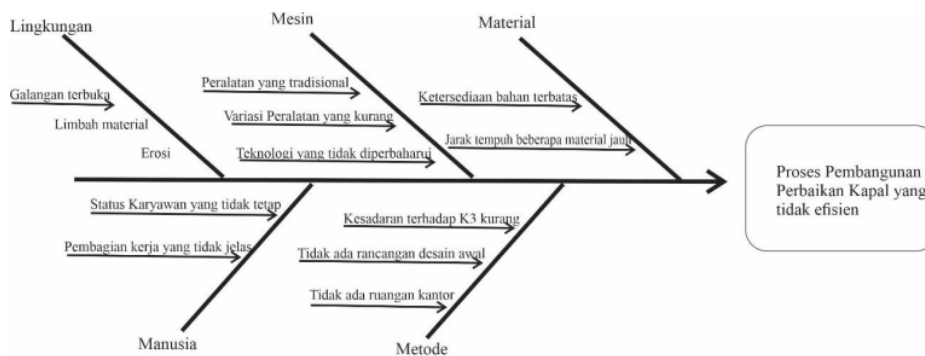 Lingkungan
Mesin
Material
Galangan terbuka
Limbah material
Erosi
Peralatan yang tradisional
Variasi Peralatan yang kurang
Teknologi yang tidak diperbaharui
Ketersediaan bahan terbatas
Jarak tempuh beberapa material jauh
Proses Pembangunan
Perbaikan Kapal yang
tidak efisien
Status Karyawan yang tidak tetap
Pembagian kerja yang tidak jelas
Kesadaran terhadap K3 kurang
Tidak ada rancangan desain awal
Tidak ada ruangan kantor
Manusia
Metode